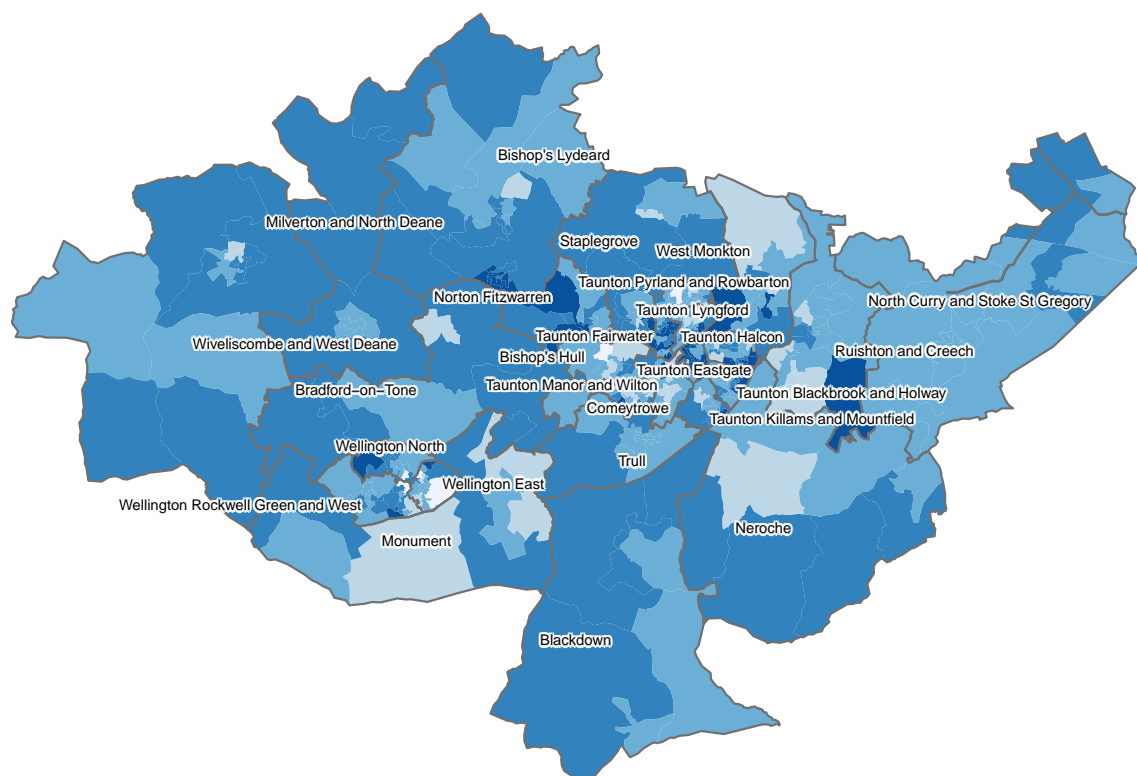 Bishop's Lydeard
Milverton and North Deane
Staplegrove
West Monkton
Taunton Pyrland and Rowbarton
Norton Fitzwarren
North Curry and Stoke St Gregory
Taunton Lyngford
Taunton Fairwater
Taunton Halcon
Wiveliscombe and West Deane
Ruishton and Creech
Bishop's Hull
Taunton Eastgate
Taunton Manor and Wilton
Bradford–on–Tone
Taunton Blackbrook and Holway
Comeytrowe
Taunton Killams and Mountfield
Wellington North
Trull
Wellington East
Wellington Rockwell Green and West
Neroche
Monument
Blackdown